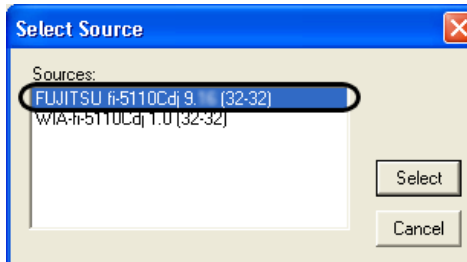 Select Source
Sources:
FUJITSU fi-5110Cdj 9. (32-32)
WIA-fi-5110Cdj 1.0 (32-32)
Select
Cancel